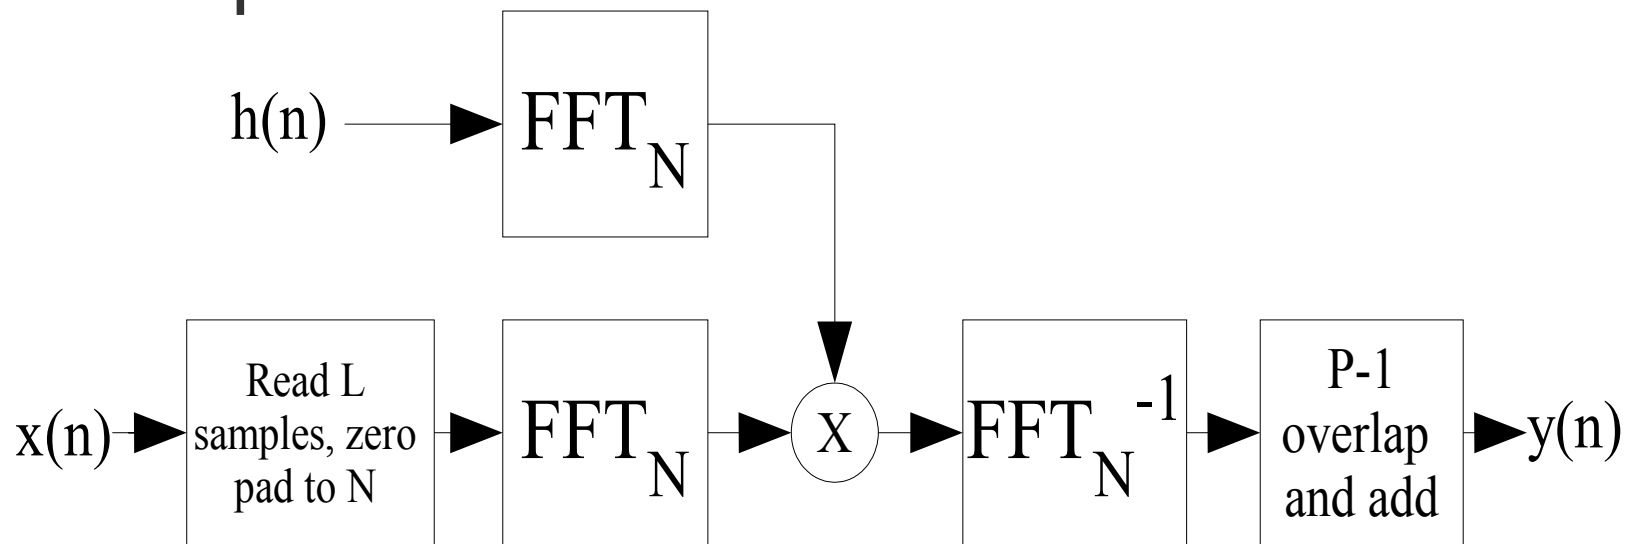 h(n)
FFT
N
x(n)
Read L
samples, zero
pad to N
FFT
N
X
FFT
-1
N
P-1
overlap
and add
y(n)